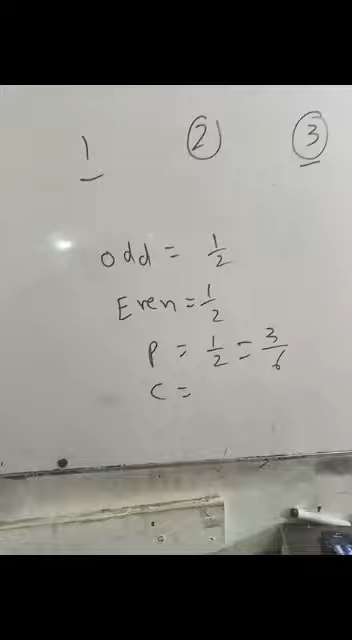 1 2 3
odd = 1/2
Even = 1/2
P = 1/2 = 3/6
C =